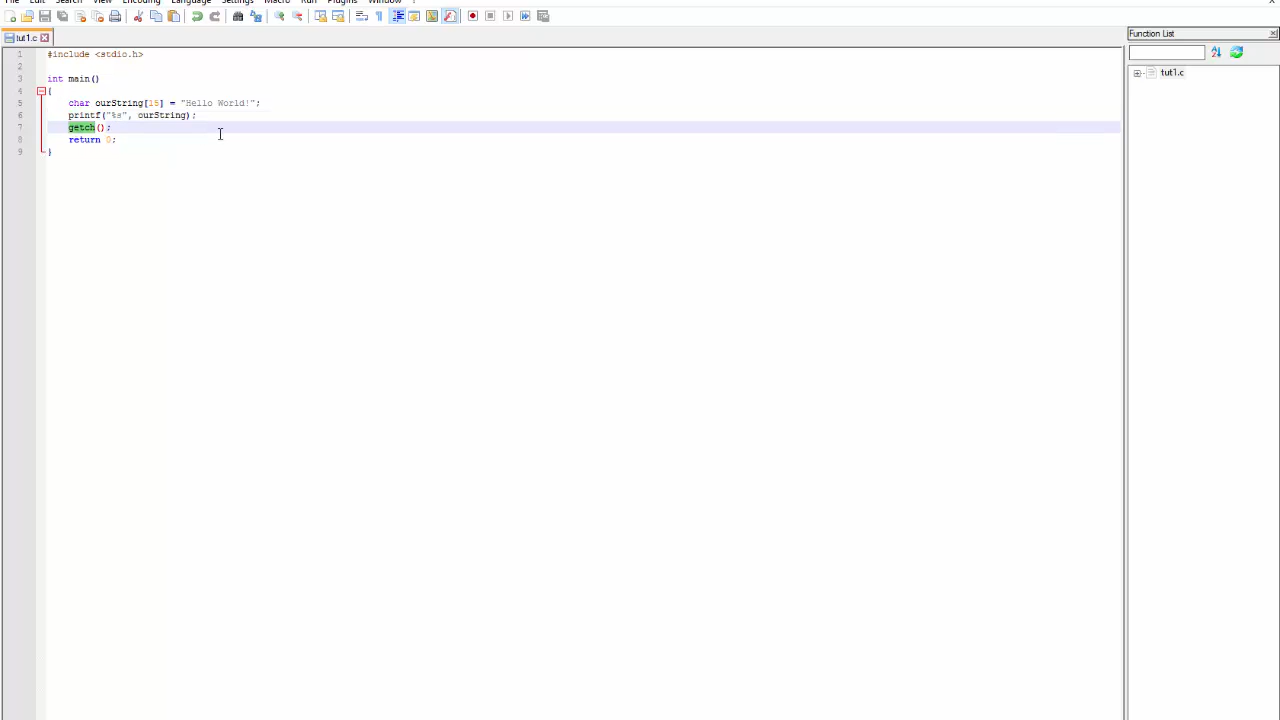 File Edit Search View Encoding Language Settings Macro Run Plugins Window ?
tut1.c
Function List
tut1.c
1 #include <stdio.h>
2
3 int main()
4 {
5 char ourString[15] = "Hello World!";
6 printf("%s", ourString);
7 getch();
8 return 0;
9 }